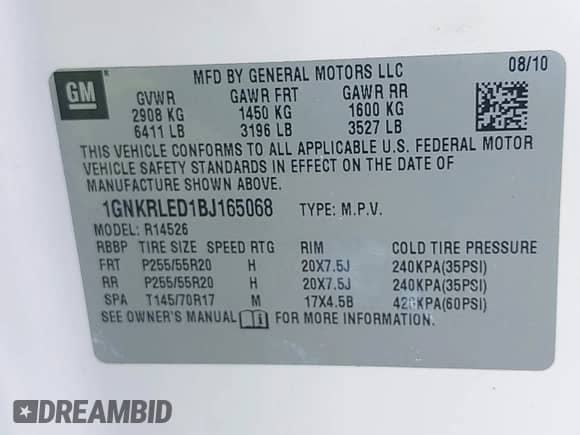 GM
®
MFD BY GENERAL MOTORS LLC 08/10
GVWR GAWR FRT GAWR RR
2908 KG 1450 KG 1600 KG
6411 LB 3196 LB 3527 LB
THIS VEHICLE CONFORMS TO ALL APPLICABLE U.S. FEDERAL MOTOR
VEHICLE SAFETY STANDARDS IN EFFECT ON THE DATE OF
MANUFACTURE SHOWN ABOVE.
1GNKRLED1BJ165068 TYPE: M.P.V.
MODEL: R14526
RBBP TIRE SIZE SPEED RTG RIM COLD TIRE PRESSURE
FRT P255/55R20 H 20X7.5J 240KPA(35PSI)
RR P255/55R20 H 20X7.5J 240KPA(35PSI)
SPA T145/70R17 M 17X4.5B 420KPA(60PSI)
SEE OWNER'S MANUAL FOR MORE INFORMATION.
DREAMBID